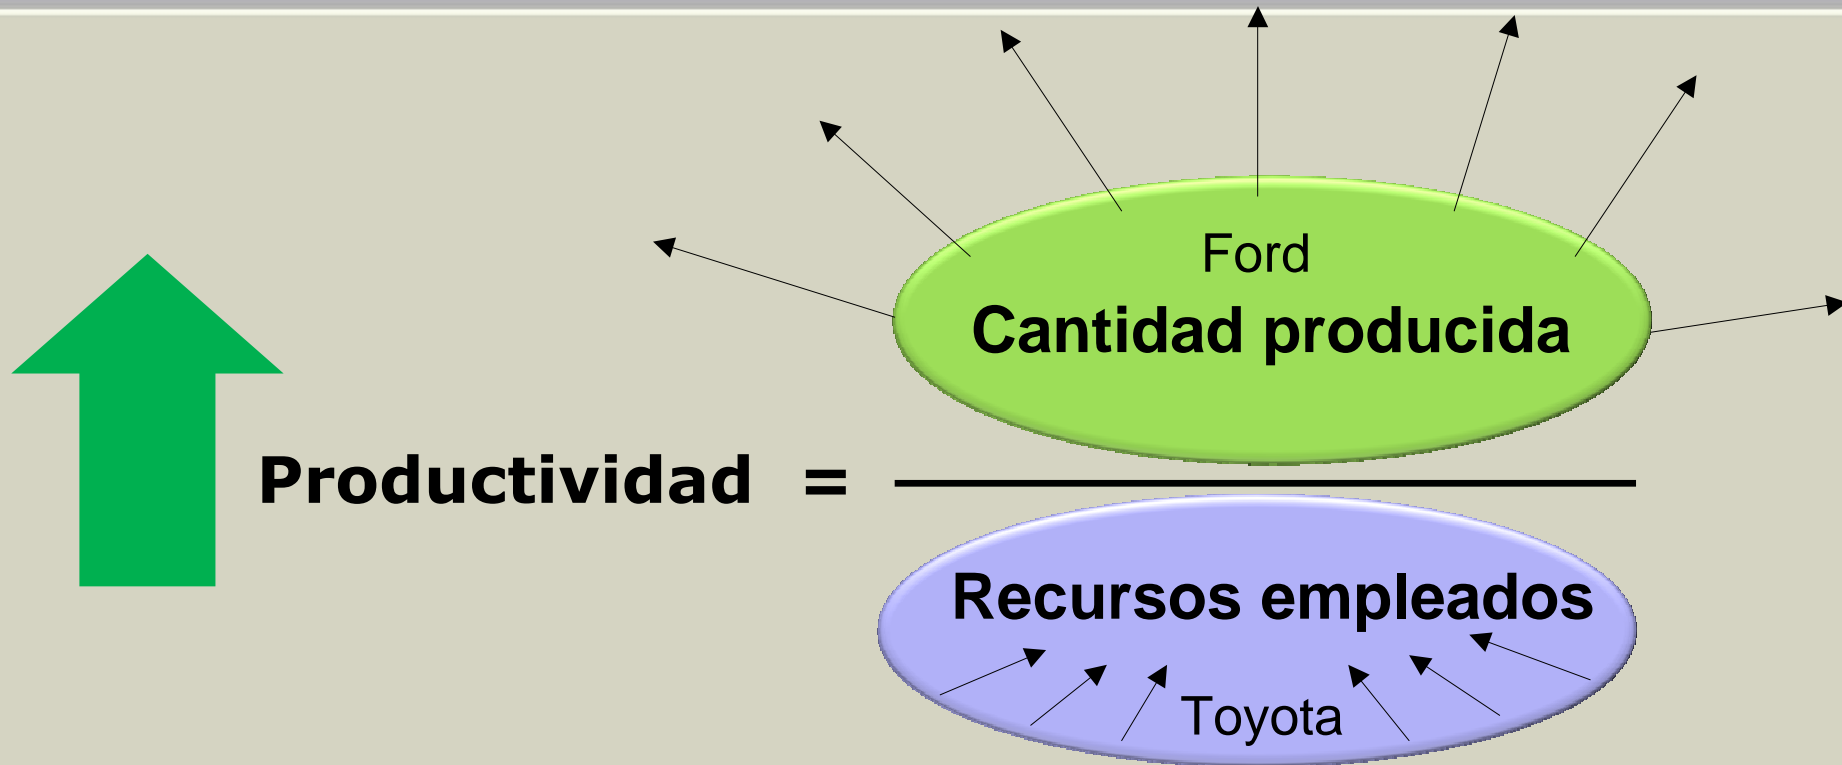 Ford
Cantidad producida
Productividad =
Recursos empleados
Toyota